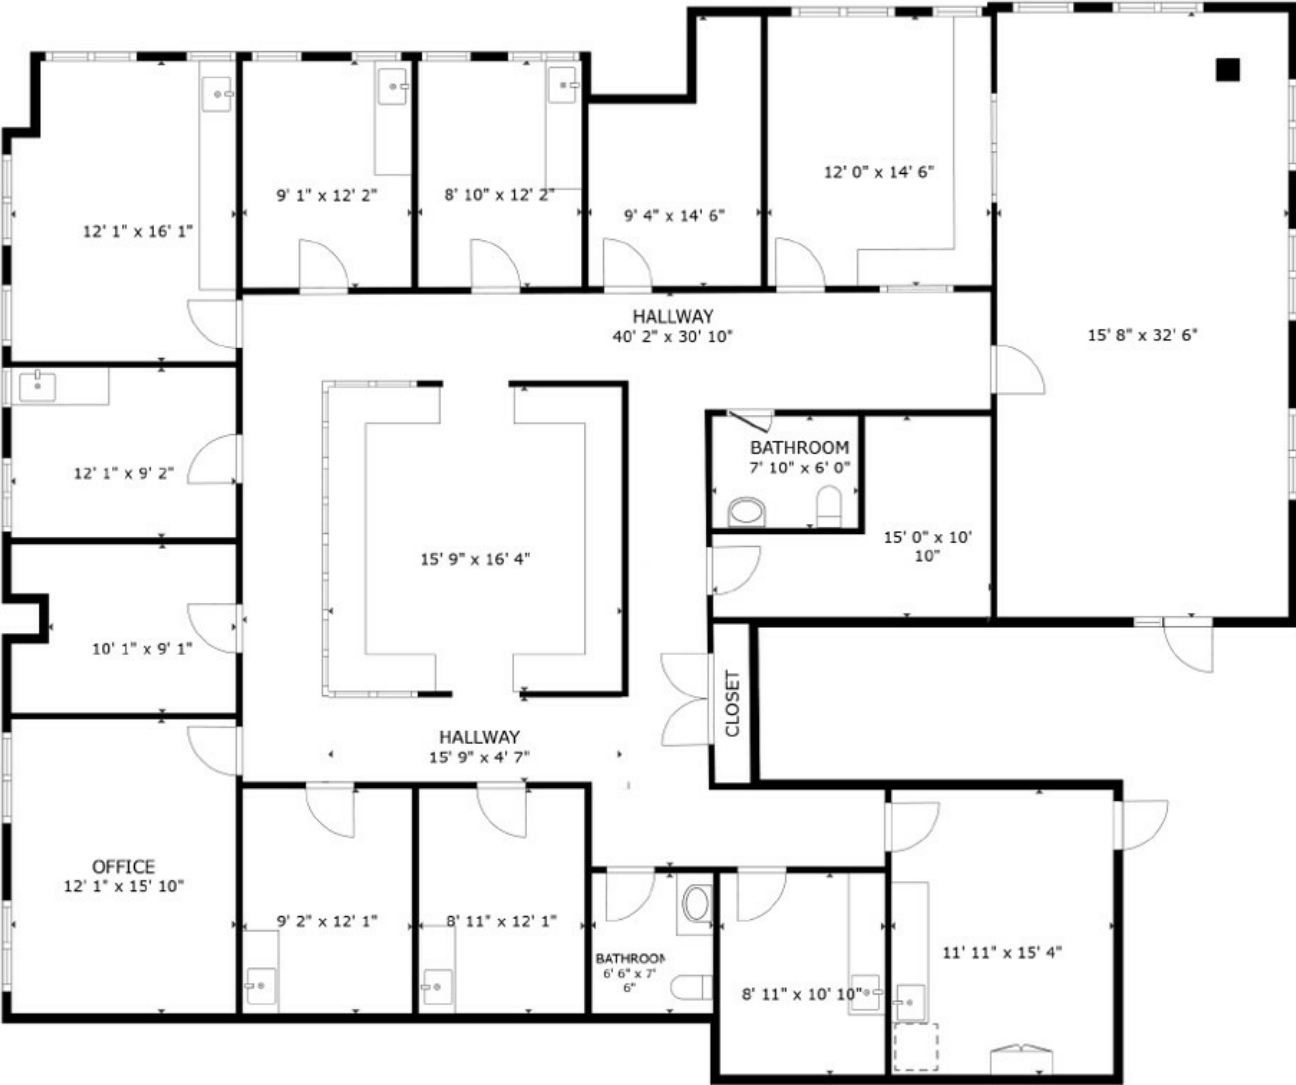 12' 0" x 14' 6"
9' 1" x 12' 2"
8' 10" x 12' 2"
9' 4" x 14' 6"
12' 1" x 16' 1"
HALLWAY
40' 2" x 30' 10"
15' 8" x 32' 6"
BATHROOM
7' 10" x 6' 0"
12' 1" x 9' 2"
15' 9" x 16' 4"
15' 0" x 10'
10"
10' 1" x 9' 1"
CLOSET
HALLWAY
15' 9" x 4' 7"
OFFICE
12' 1" x 15' 10"
9' 2" x 12' 1"
8' 11" x 12' 1"
BATHROOM
6' 6" x 7'
6"
8' 11" x 10' 10"
11' 11" x 15' 4"